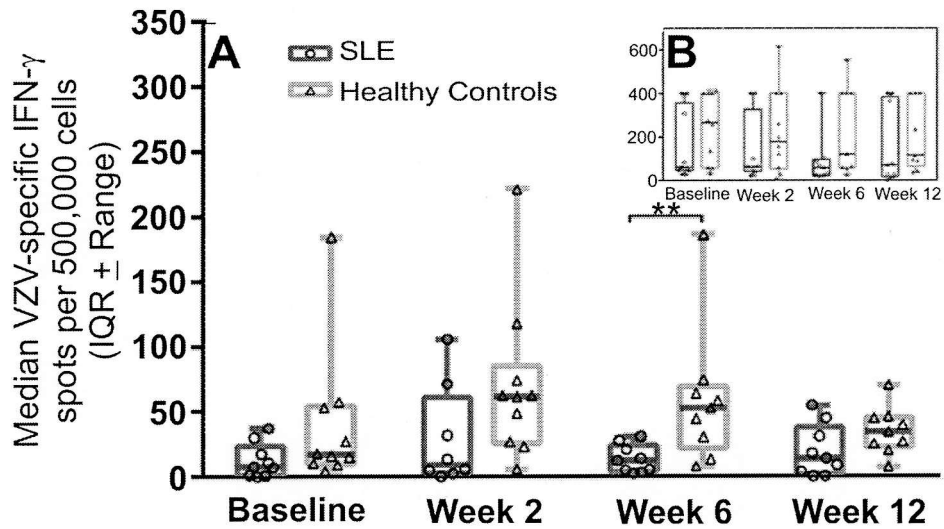 Median VZV-specific IFN-γ
spots per 500,000 cells
(IQR ± Range)
350
300
250
200
150
100
50
0
A
SLE
Healthy Controls
**
Baseline
Week 2
Week 6
Week 12
B
600
400
200
0
Baseline
Week 2
Week 6
Week 12